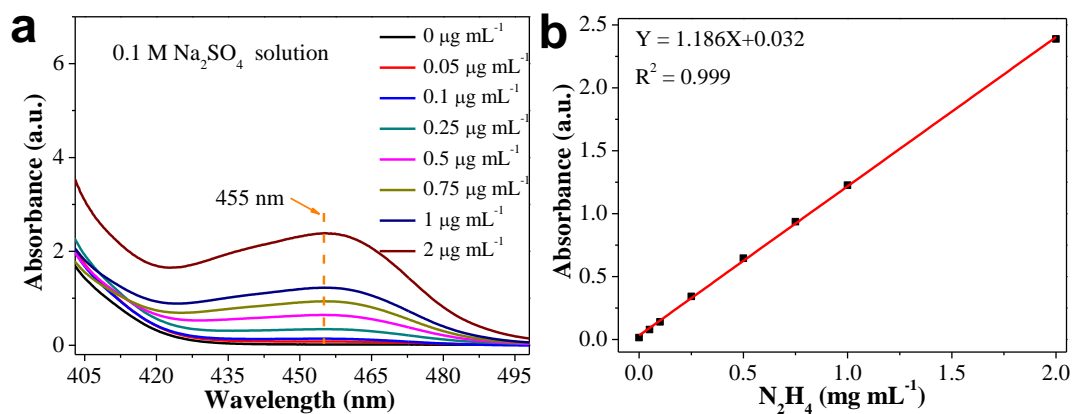 a
0.1 M Na₂SO₄ solution
0 μg mL⁻¹
0.05 μg mL⁻¹
0.1 μg mL⁻¹
0.25 μg mL⁻¹
0.5 μg mL⁻¹
0.75 μg mL⁻¹
1 μg mL⁻¹
2 μg mL⁻¹
455 nm
Absorbance (a.u.)
6
4
2
0
405 420 435 450 465 480 495
Wavelength (nm)
b
Y = 1.186X+0.032
R² = 0.999
Absorbance (a.u.)
2.5
2.0
1.5
1.0
0.5
0.0
0.0 0.5 1.0 1.5 2.0
N₂H₄ (mg mL⁻¹)